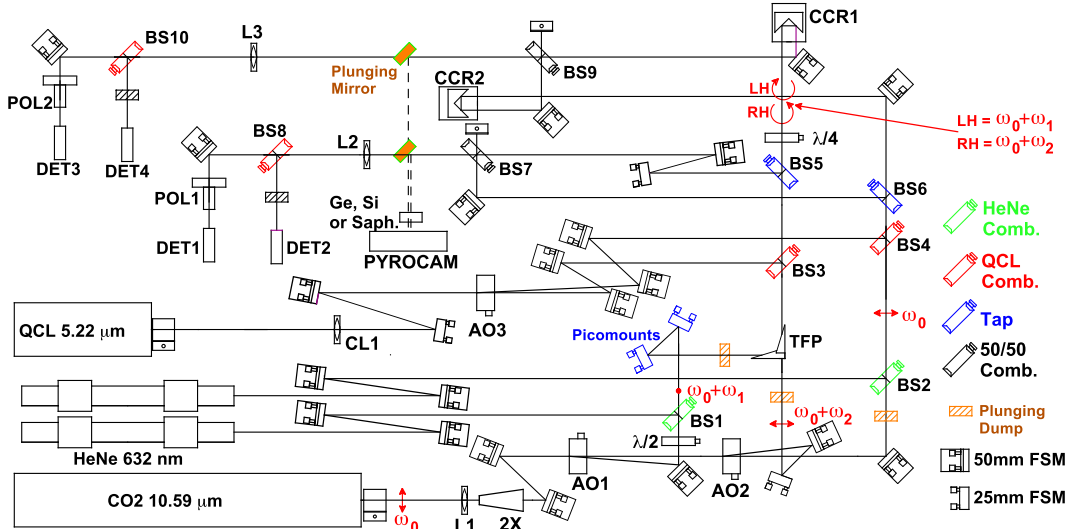 BS10
L3
CCR1
Plunging
Mirror
CCR2
BS9
POL2
LH
RH
LH = ω0+ω1
RH = ω0+ω2
DET3
DET4
BS8
L2
BS7
λ/4
BS5
BS6
POL1
Ge, Si
or Saph.
DET1
DET2
PYROCAM
BS4
BS3
HeNe
Comb.
QCL
Comb.
Tap
50/50
Comb.
Plunging
Dump
50mm FSM
25mm FSM
QCL 5.22 μm
CL1
AO3
Picomounts
TFP
ω0
ω0+ω1
BS2
BS1
ω0+ω2
λ/2
HeNe 632 nm
AO1
AO2
CO2 10.59 μm
ω0
L1
2X